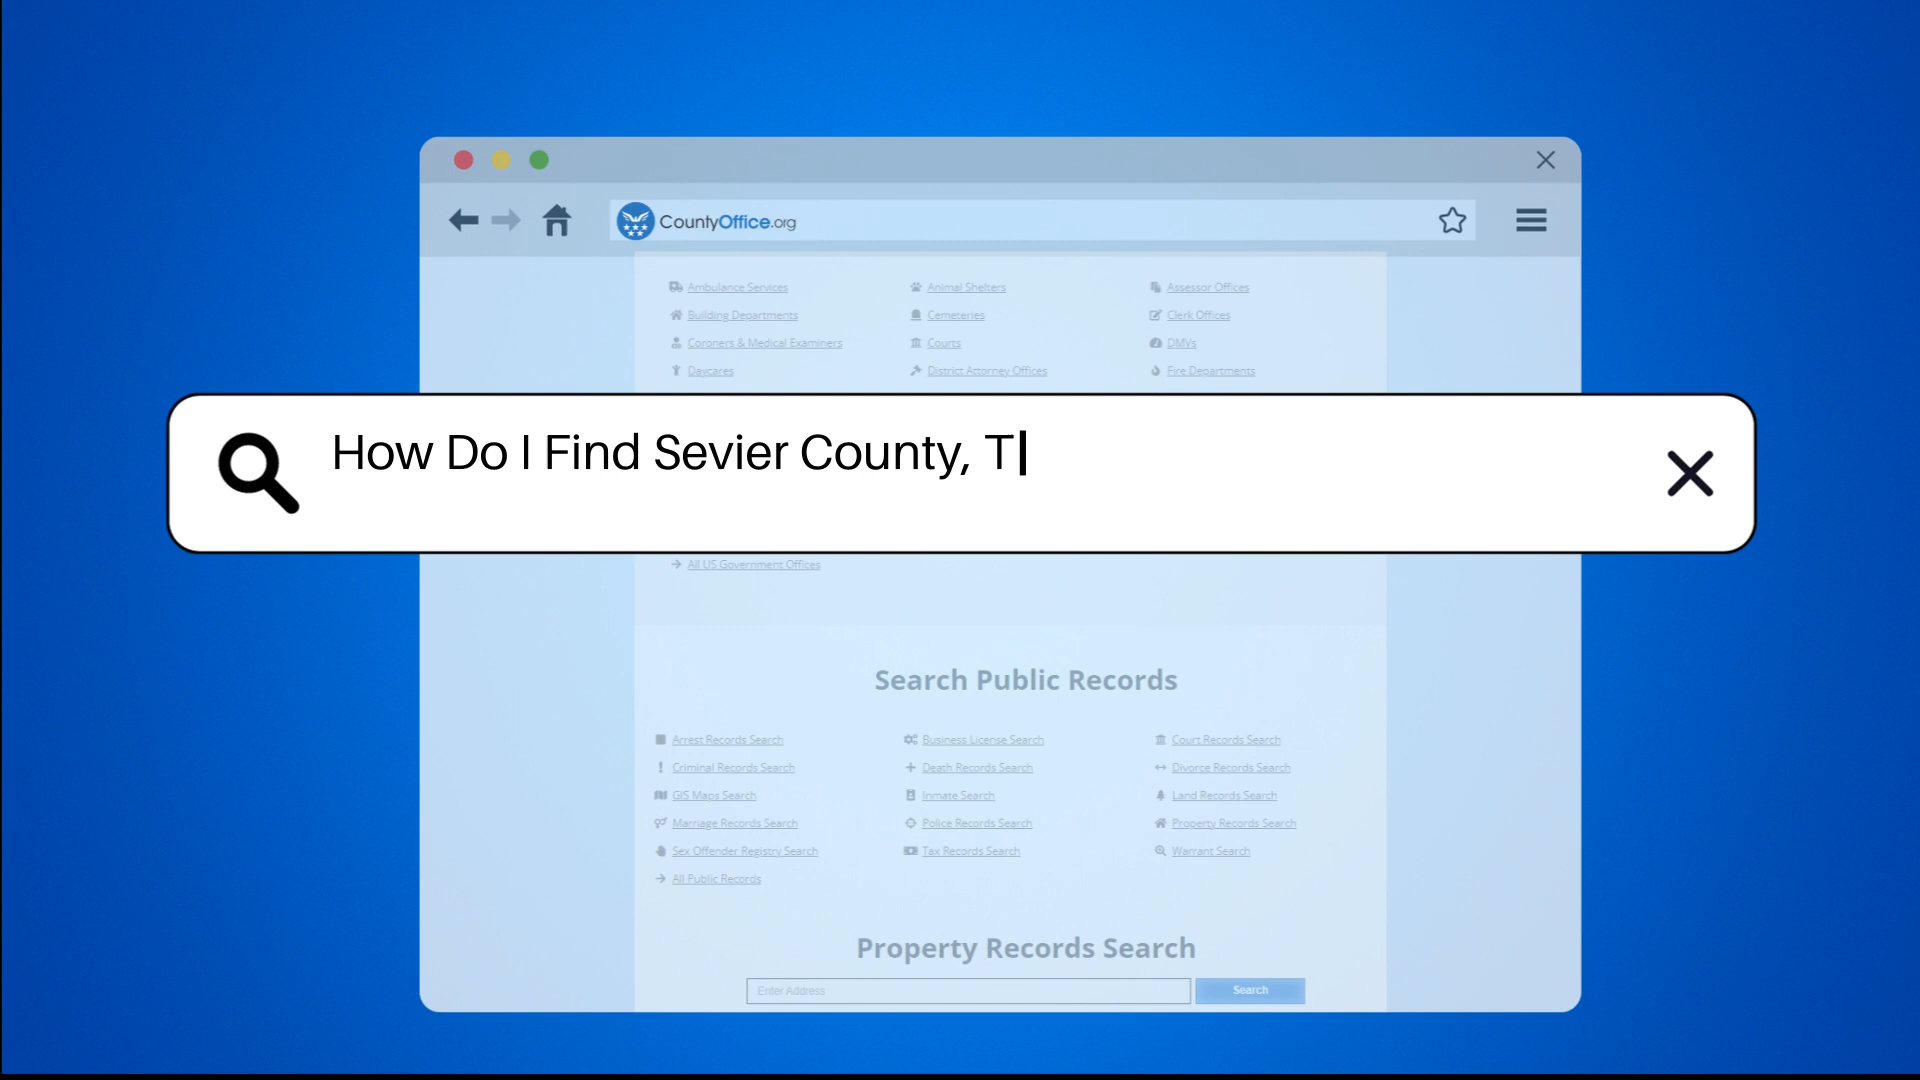 CountyOffice.org
Ambulance Services Animal Shelters Assessor Offices
Building Departments Cemeteries Clerk Offices
Coroners & Medical Examiners Courts DMVs
Daycares District Attorney Offices Fire Departments
How Do I Find Sevier County, T
All US Government Offices
Search Public Records
Arrest Records Search Business License Search Court Records Search
Criminal Records Search Death Records Search Divorce Records Search
GIS Maps Search Inmate Search Land Records Search
Marriage Records Search Police Records Search Property Records Search
Sex Offender Registry Search Tax Records Search Warrant Search
All Public Records
Property Records Search
Enter Address Search